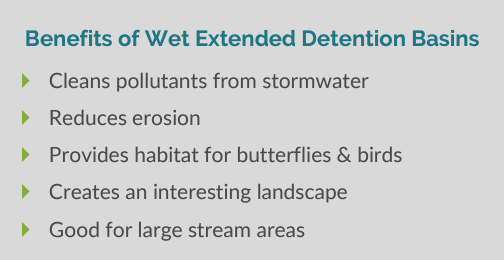 Benefits of Wet Extended Detention Basins
Cleans pollutants from stormwater
Reduces erosion
Provides habitat for butterflies & birds
Creates an interesting landscape
Good for large stream areas